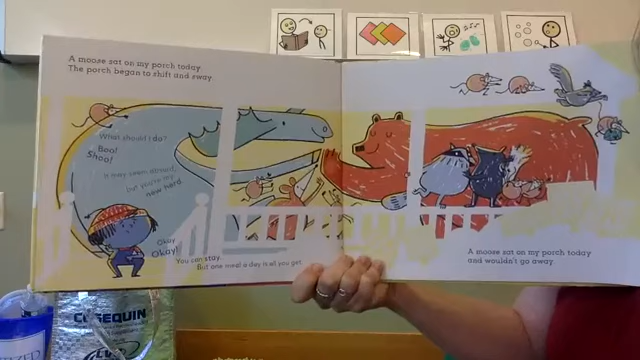 A moose sat on my porch today.
The porch began to shift and sway.
What should I do?
Boo!
Shoo!
It may seem absurd,
but you're my
new herd.
Okay
Okay!
You can stay.
But one meal a day is all you get.
A moose sat on my porch today
and wouldn't go away.